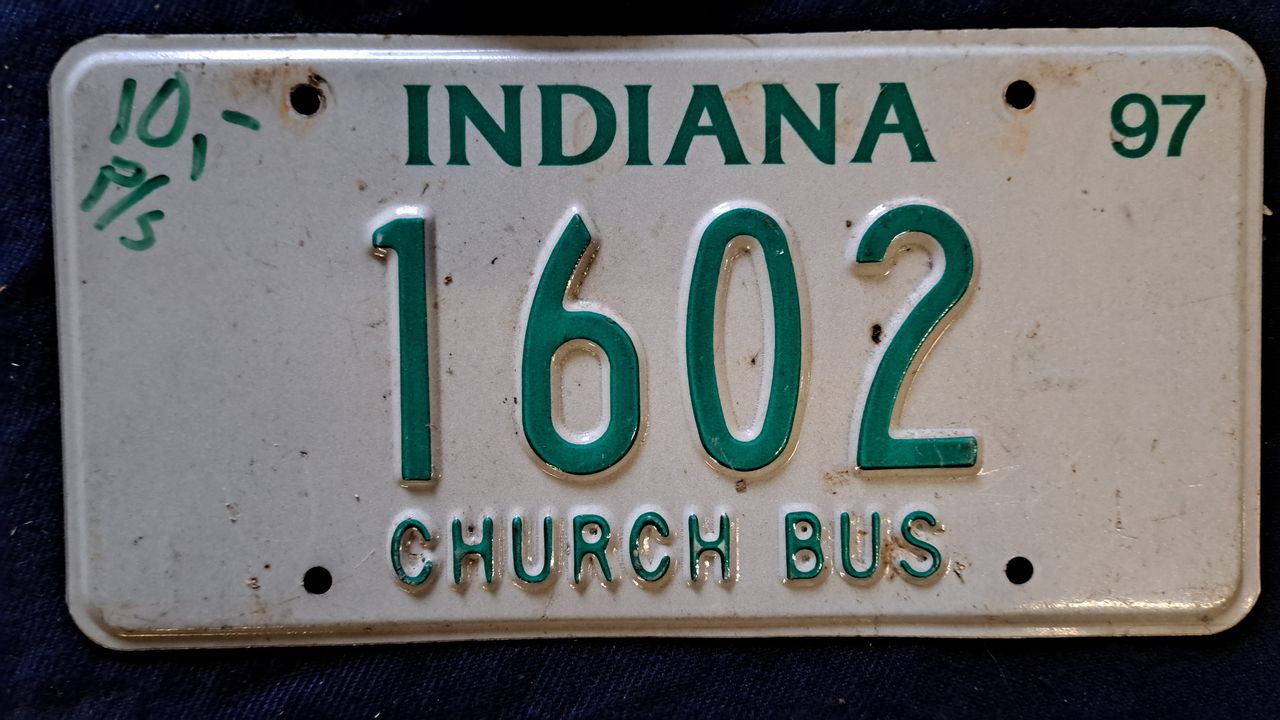 10,-
P/S
INDIANA
97
1602
CHURCH BUS